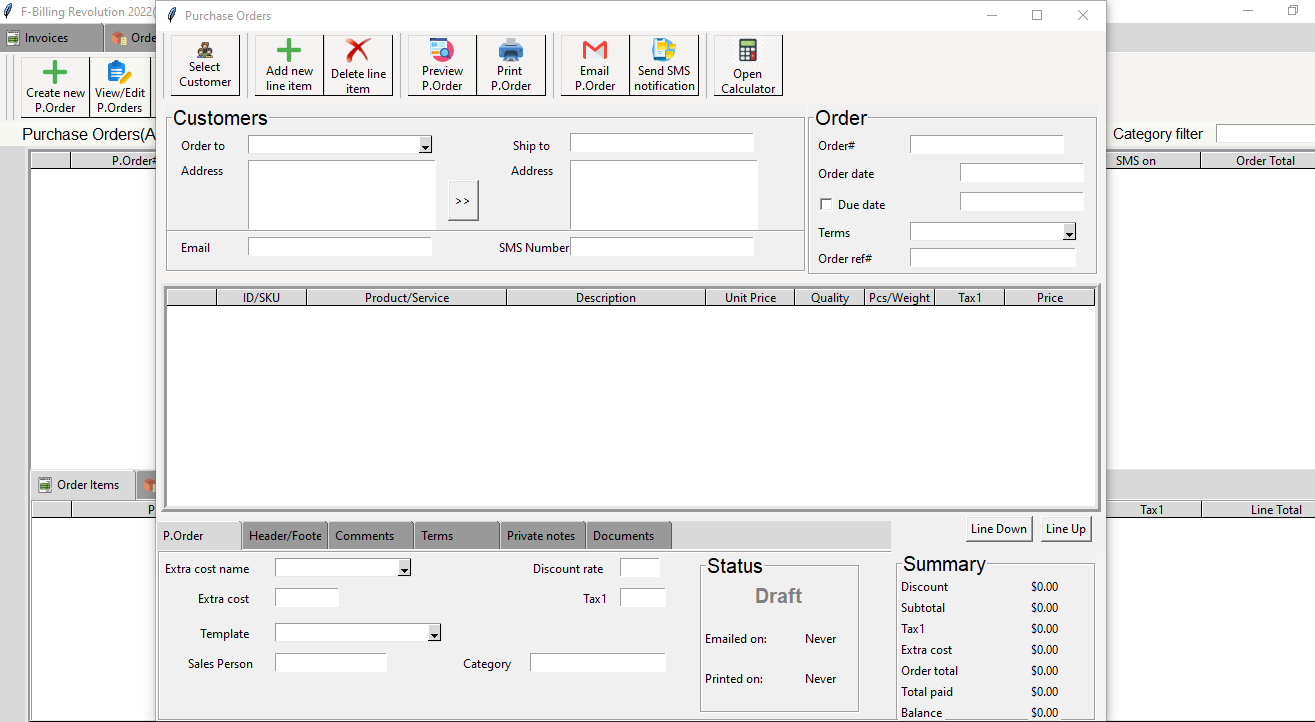 F-Billing Revolution 2022(
Purchase Orders
Invoices
Orde
Create new
P.Order
View/Edit
P.Orders
Select
Customer
Add new
line item
Delete line
item
Preview
P.Order
Print
P.Order
Email
P.Order
Send SMS
notification
Open
Calculator
Purchase Orders(A
Category filter
P.Order#
SMS on
Order Total
Customers
Order to
Ship to
Address
Address
>>
Email
SMS Number
Order
Order#
Order date
Due date
Terms
Order ref#
ID/SKU
Product/Service
Description
Unit Price
Quality
Pcs/Weight
Tax1
Price
Order Items
P
Tax1
Line Total
Line Down
Line Up
P.Order
Header/Foote
Comments
Terms
Private notes
Documents
Extra cost name
Discount rate
Extra cost
Tax1
Template
Sales Person
Category
Status
Draft
Emailed on: Never
Printed on: Never
Summary
Discount $0.00
Subtotal $0.00
Tax1 $0.00
Extra cost $0.00
Order total $0.00
Total paid $0.00
Balance $0.00